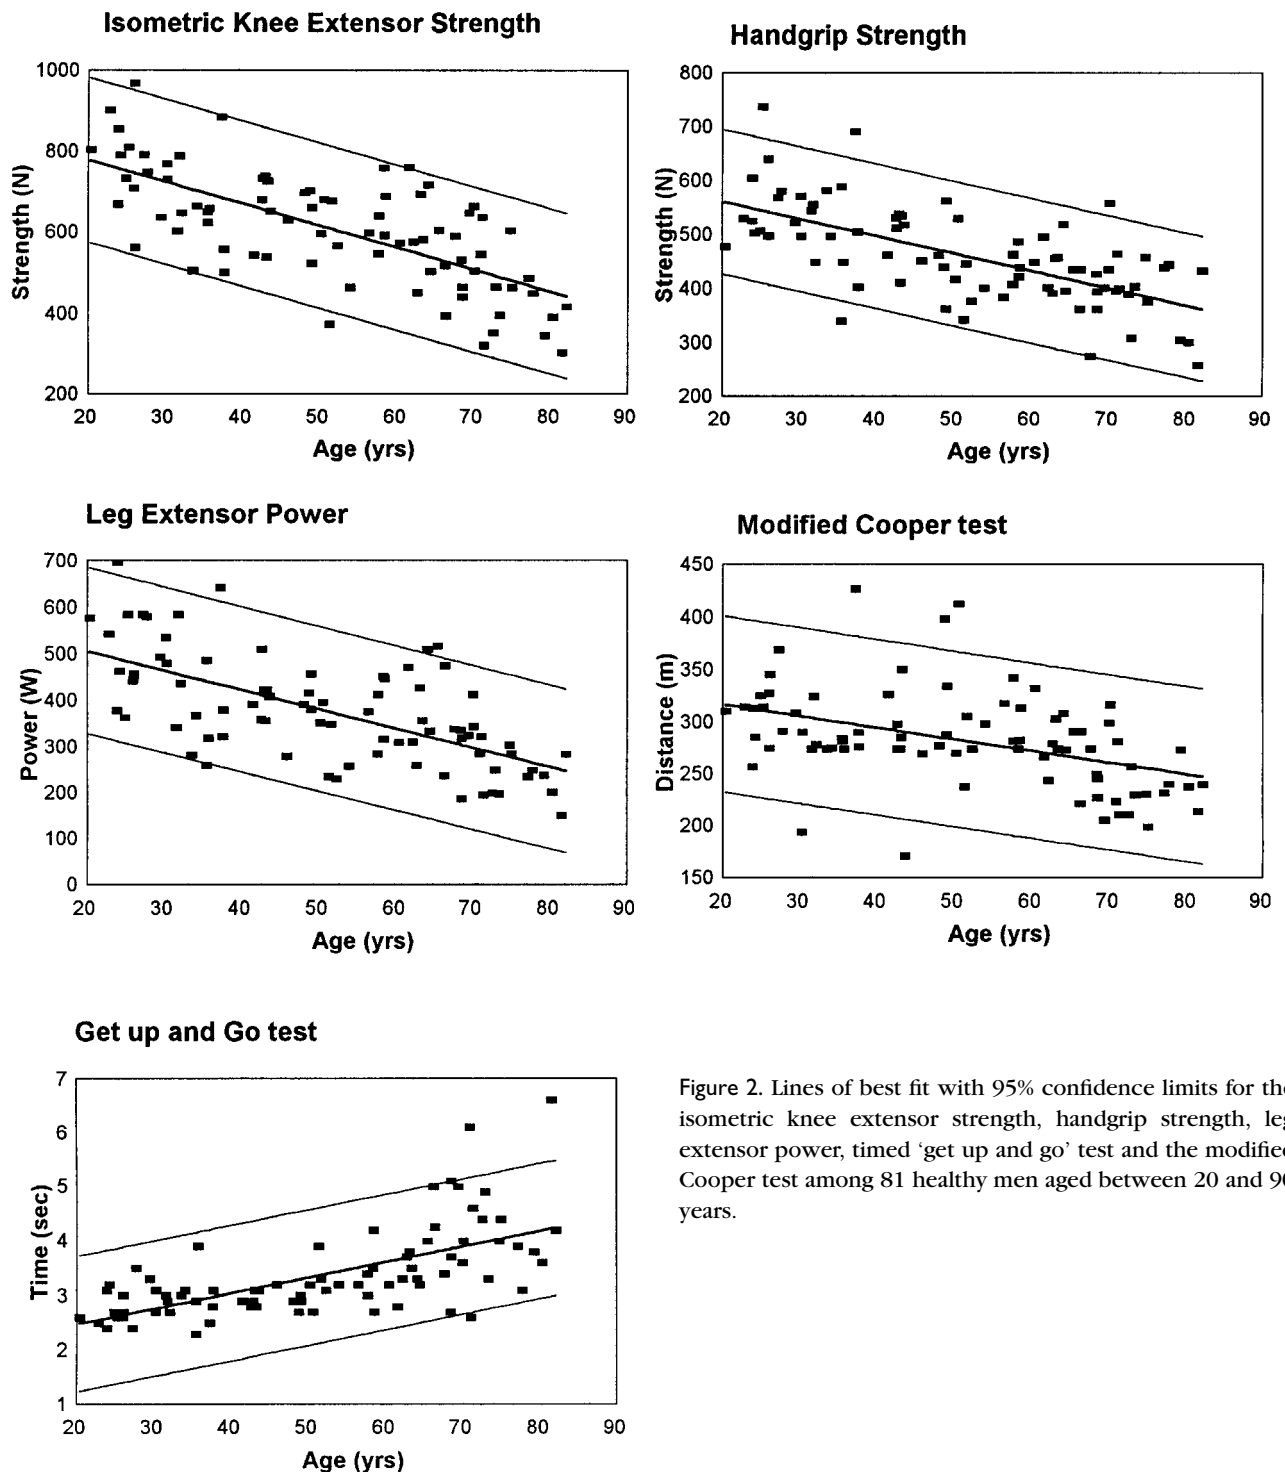 Isometric Knee Extensor Strength
1000
800
600
400
200
Strength (N)
20 30 40 50 60 70 80 90
Age (yrs)
Handgrip Strength
800
700
600
500
400
300
200
Strength (N)
20 30 40 50 60 70 80 90
Age (yrs)
Leg Extensor Power
700
600
500
400
300
200
100
0
Power (W)
20 30 40 50 60 70 80 90
Age (yrs)
Modified Cooper test
450
400
350
300
250
200
150
Distance (m)
20 30 40 50 60 70 80 90
Age (yrs)
Get up and Go test
7
6
5
4
3
2
1
Time (sec)
20 30 40 50 60 70 80 90
Age (yrs)
Figure 2. Lines of best fit with 95% confidence limits for the
isometric knee extensor strength, handgrip strength, leg
extensor power, timed ‘get up and go’ test and the modified
Cooper test among 81 healthy men aged between 20 and 90
years.